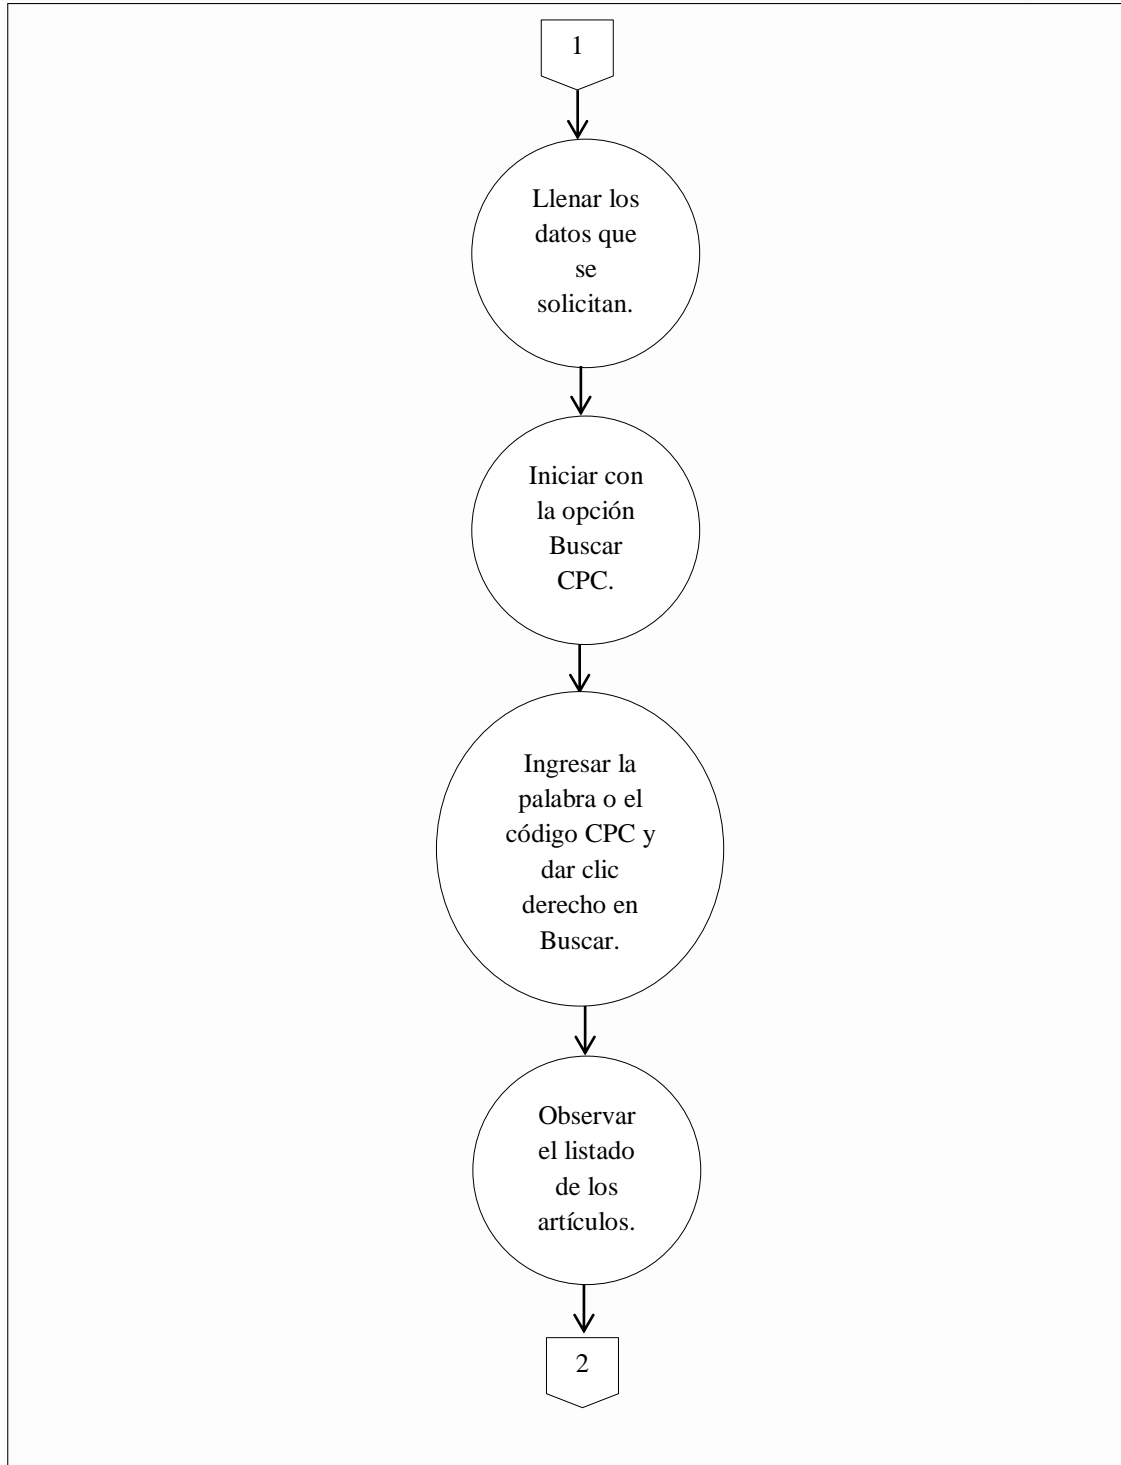 1
Llenar los
datos que
se
solicitan.
Iniciar con
la opción
Buscar
CPC.
Ingresar la
palabra o el
código CPC y
dar clic
derecho en
Buscar.
Observar
el listado
de los
artículos.
2